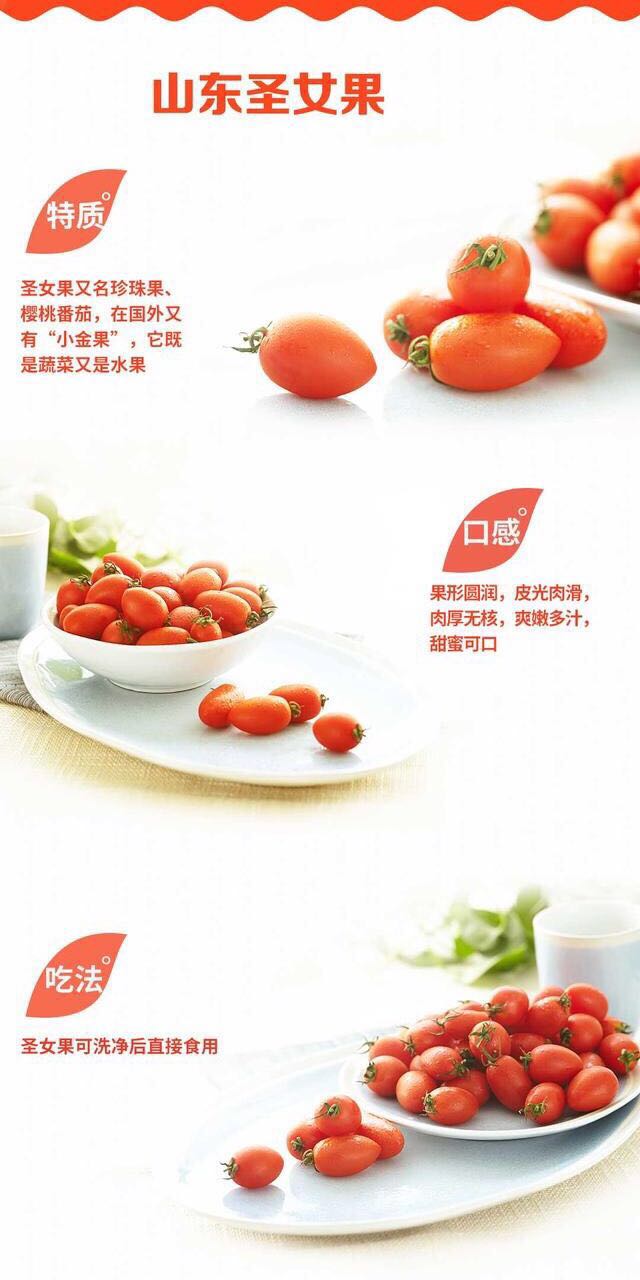 山东圣女果
特质
圣女果又名珍珠果、
樱桃番茄，在国外又
有“小金果”，它既
是蔬菜又是水果
口感
果形圆润，皮光肉滑，
肉厚无核，爽嫩多汁，
甜蜜可口
吃法
圣女果可洗净后直接食用